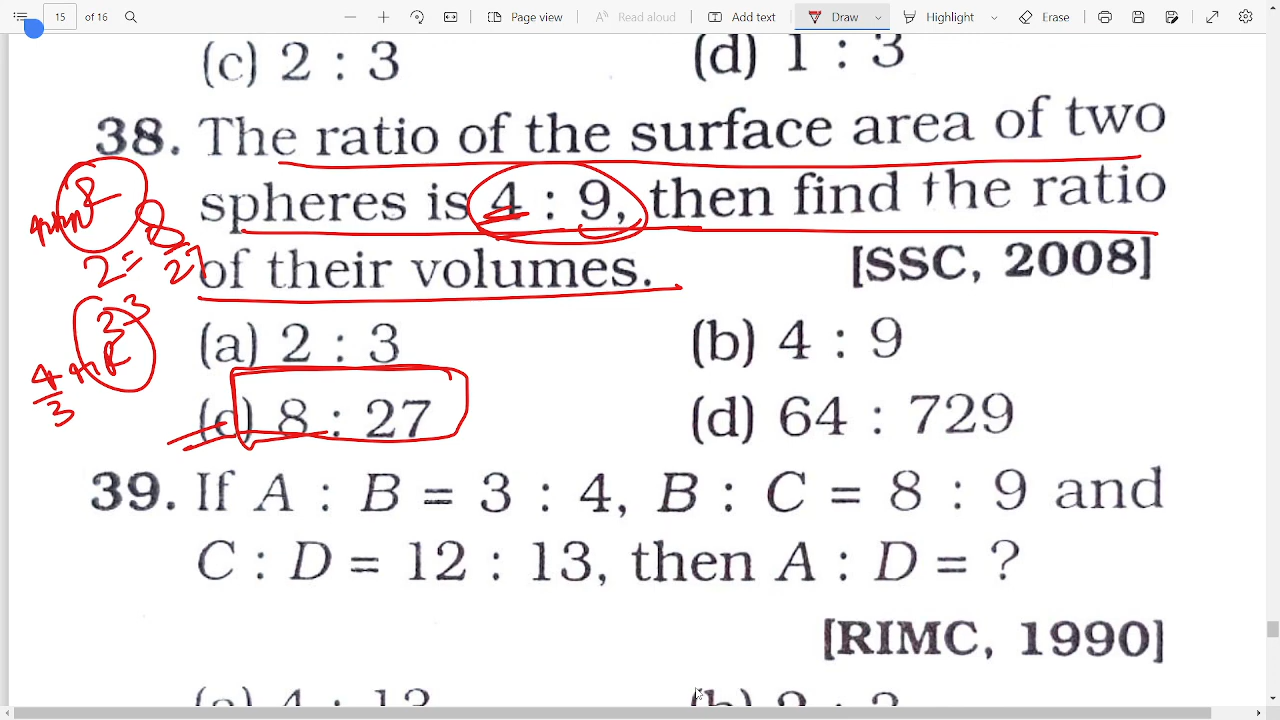 15 of 16 Page view Read aloud Add text Draw Highlight Erase
(c) 2 : 3 (d) 1 : 3
38. The ratio of the surface area of two
spheres is 4 : 9, then find the ratio
of their volumes. [SSC, 2008]
(a) 2 : 3 (b) 4 : 9
(c) 8 : 27 (d) 64 : 729
39. If A : B = 3 : 4, B : C = 8 : 9 and
C : D = 12 : 13, then A : D = ?
[RIMC, 1990]